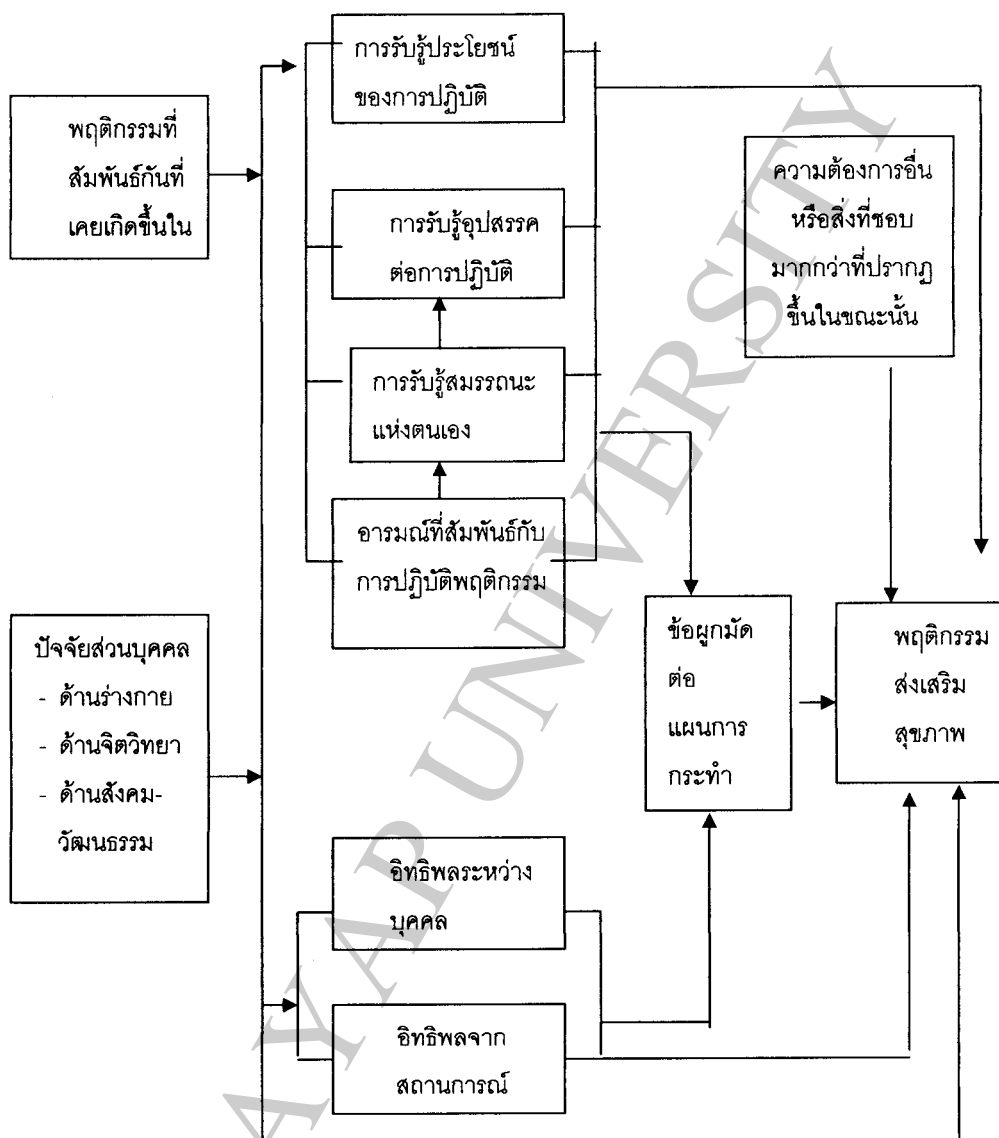 การรับรู้ประโยชน์
ของการปฏิบัติ
พฤติกรรมที่
สัมพันธ์กันที่
เคยเกิดขึ้นใน
ความต้องการอื่น
หรือสิ่งที่ชอบ
มากกว่าที่ปรากฏ
ขึ้นในขณะนั้น
การรับรู้อุปสรรค
ต่อการปฏิบัติ
การรับรู้สมรรถนะ
แห่งตนเอง
อารมณ์ที่สัมพันธ์กับ
การปฏิบัติพฤติกรรม
ปัจจัยส่วนบุคคล
- ด้านร่างกาย
- ด้านจิตวิทยา
- ด้านสังคม-
วัฒนธรรม
ข้อผูกมัด
ต่อ
แผนการ
กระทำ
พฤติกรรม
ส่งเสริม
สุขภาพ
อิทธิพลระหว่าง
บุคคล
อิทธิพลจาก
สถานการณ์
AYAP UNIVERSITY